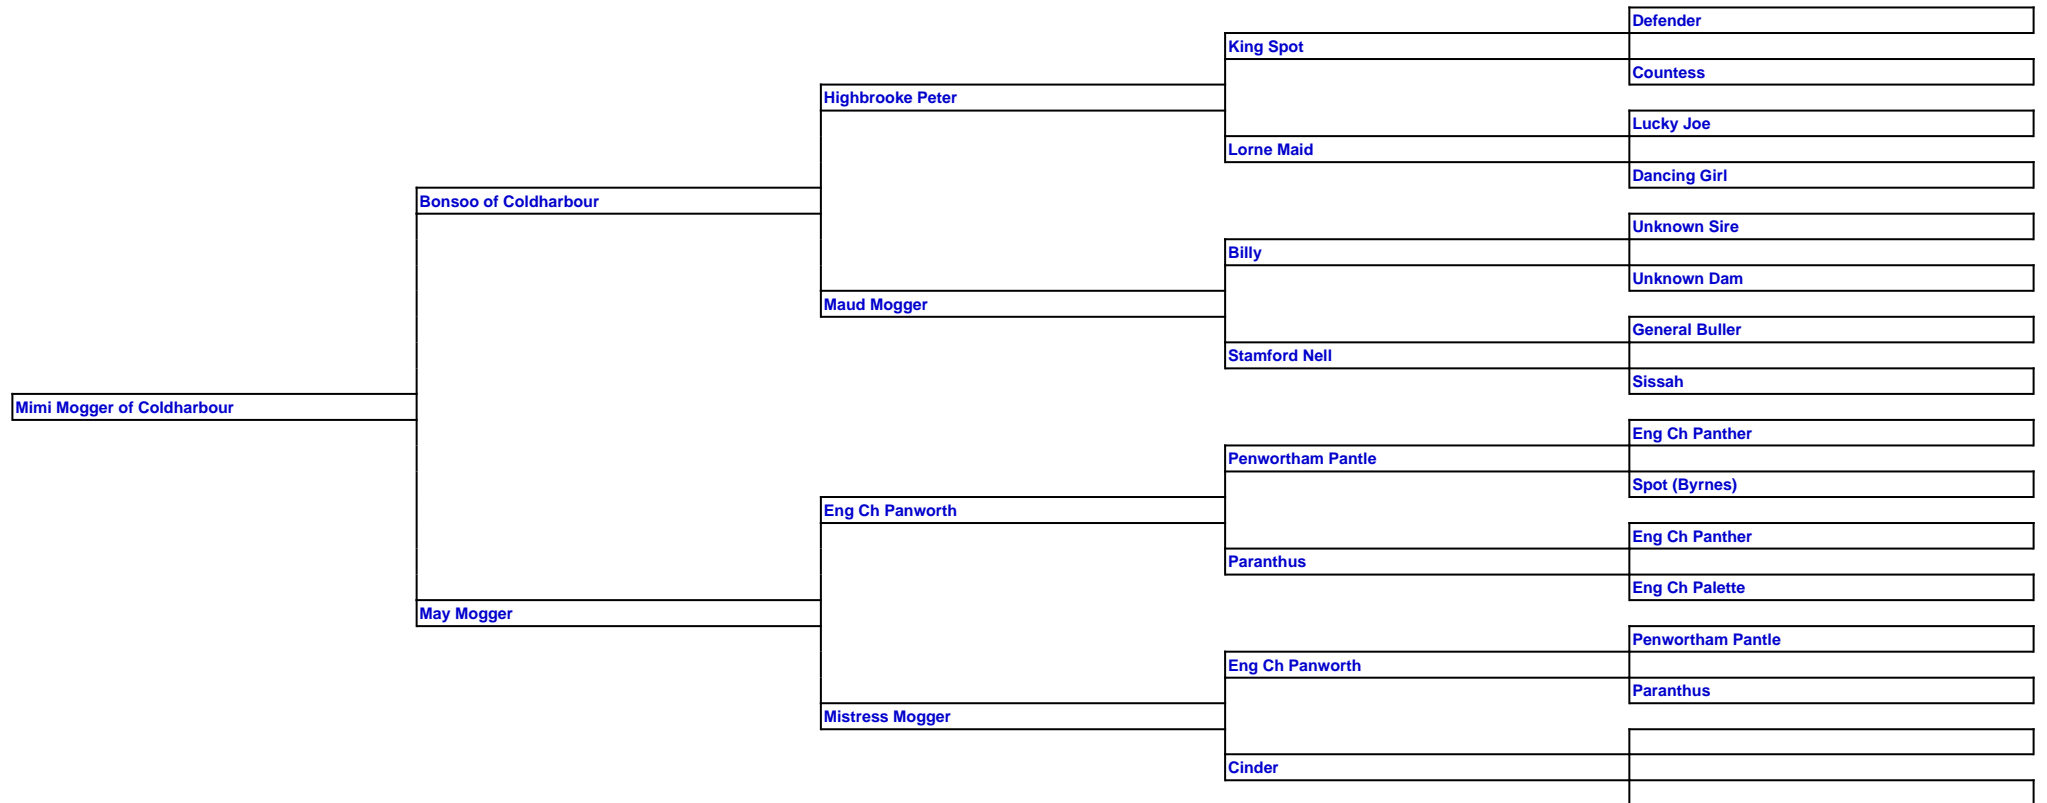 Defender
King Spot
Countess
Highbrooke Peter
Lucky Joe
Lorne Maid
Dancing Girl
Bonsoo of Coldharbour
Unknown Sire
Billy
Unknown Dam
Maud Mogger
General Buller
Stamford Nell
Sissah
Mimi Mogger of Coldharbour
Eng Ch Panther
Penwortham Pantle
Spot (Byrnes)
Eng Ch Panworth
Eng Ch Panther
Paranthus
Eng Ch Palette
May Mogger
Penwortham Pantle
Eng Ch Panworth
Paranthus
Mistress Mogger
Cinder